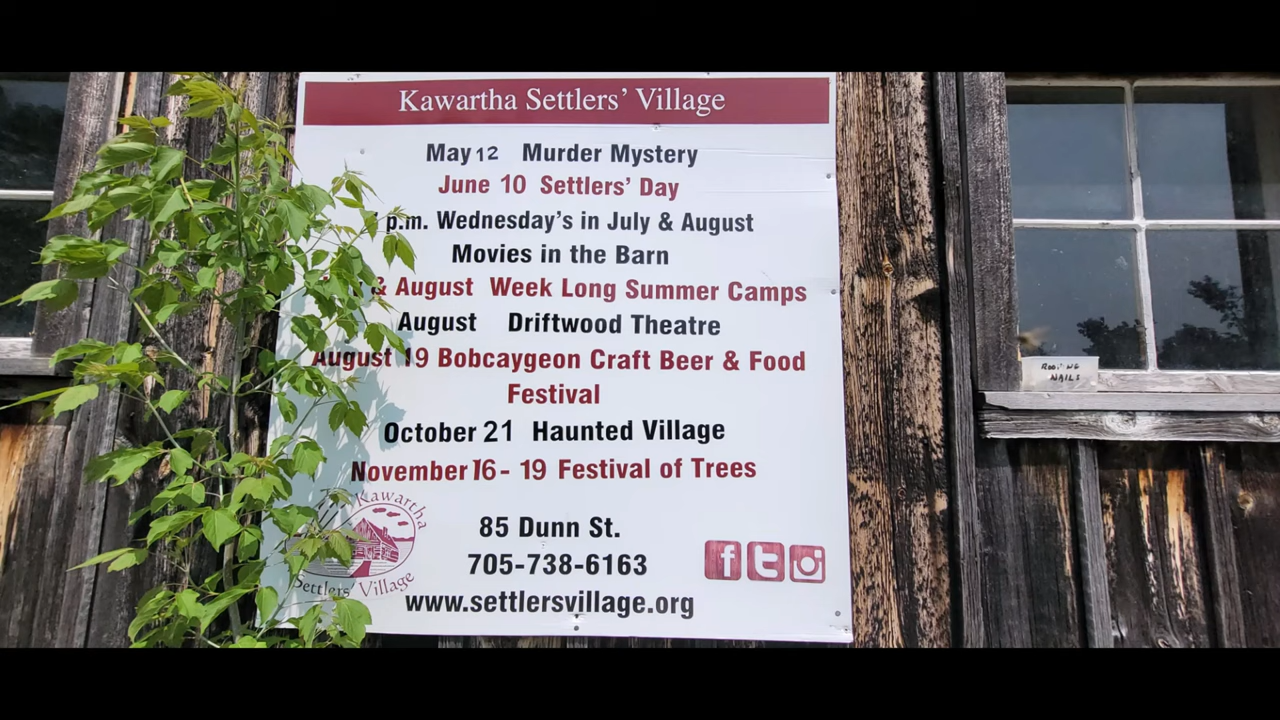 Kawartha Settlers' Village
May 12 Murder Mystery
June 10 Settlers' Day
p.m. Wednesday's in July & August
Movies in the Barn
& August Week Long Summer Camps
August Driftwood Theatre
August 19 Bobcaygeon Craft Beer & Food
Festival
October 21 Haunted Village
November 16 - 19 Festival of Trees
Kawartha
Settlers' Village
85 Dunn St.
705-738-6163
www.settlersvillage.org
ROOFING
NAILS